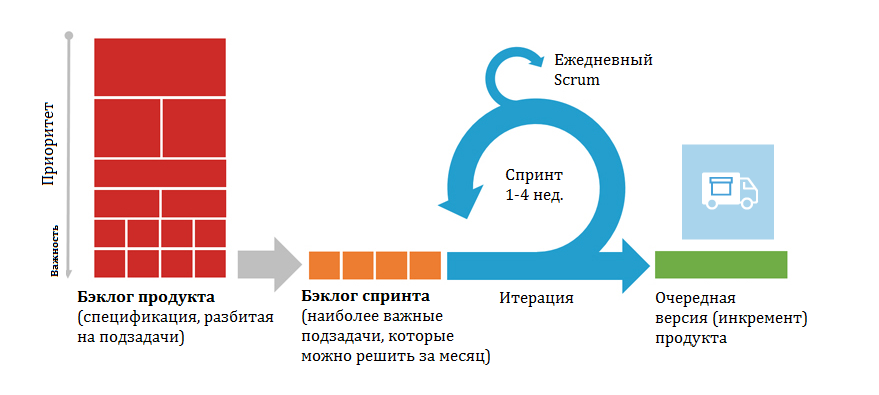 Приоритет
Важность
Бэклог продукта
(спецификация, разбитая
на подзадачи)
Бэклог спринта
(наиболее важные
подзадачи, которые
можно решить за месяц)
Ежедневный
Scrum
Спринт
1-4 нед.
Итерация
Очередная
версия (инкремент)
продукта